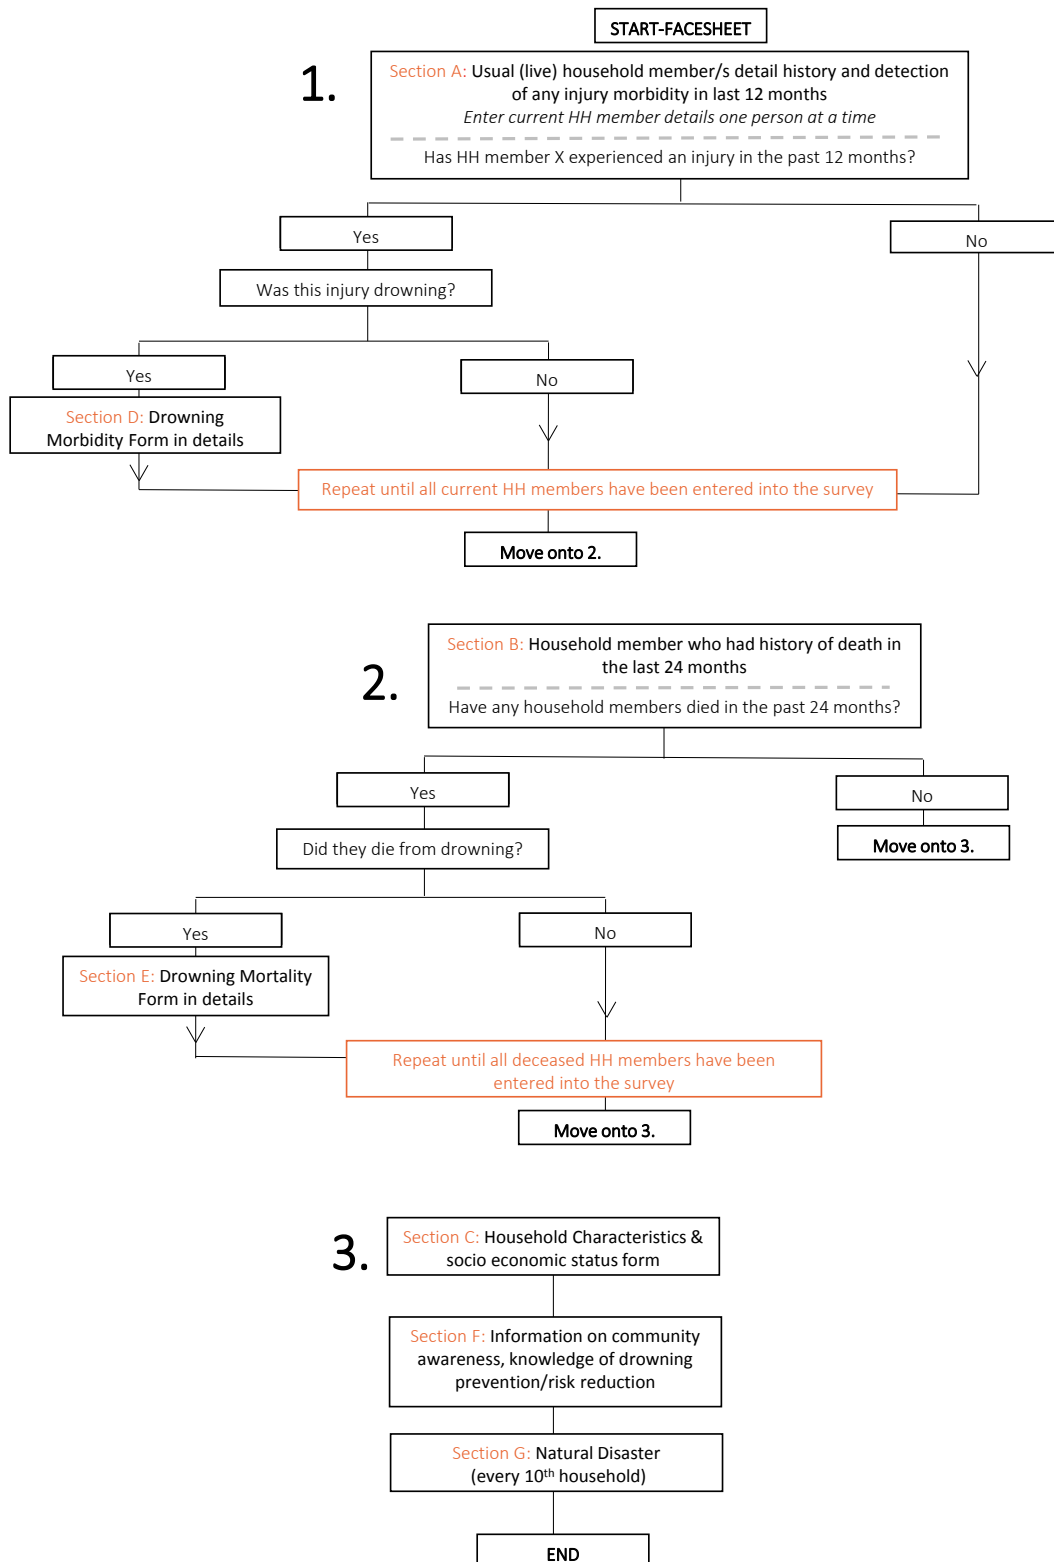 START-FACESHEET
1.
Section A: Usual (live) household member/s detail history and detection
of any injury morbidity in last 12 months
Enter current HH member details one person at a time
Has HH member X experienced an injury in the past 12 months?
Yes
No
Was this injury drowning?
Yes
No
Section D: Drowning
Morbidity Form in details
Repeat until all current HH members have been entered into the survey
Move onto 2.
2.
Section B: Household member who had history of death in
the last 24 months
Have any household members died in the past 24 months?
Yes
No
Did they die from drowning?
Move onto 3.
Yes
No
Section E: Drowning Mortality
Form in details
Repeat until all deceased HH members have been
entered into the survey
Move onto 3.
3.
Section C: Household Characteristics &
socio economic status form
Section F: Information on community
awareness, knowledge of drowning
prevention/risk reduction
Section G: Natural Disaster
(every 10th household)
END